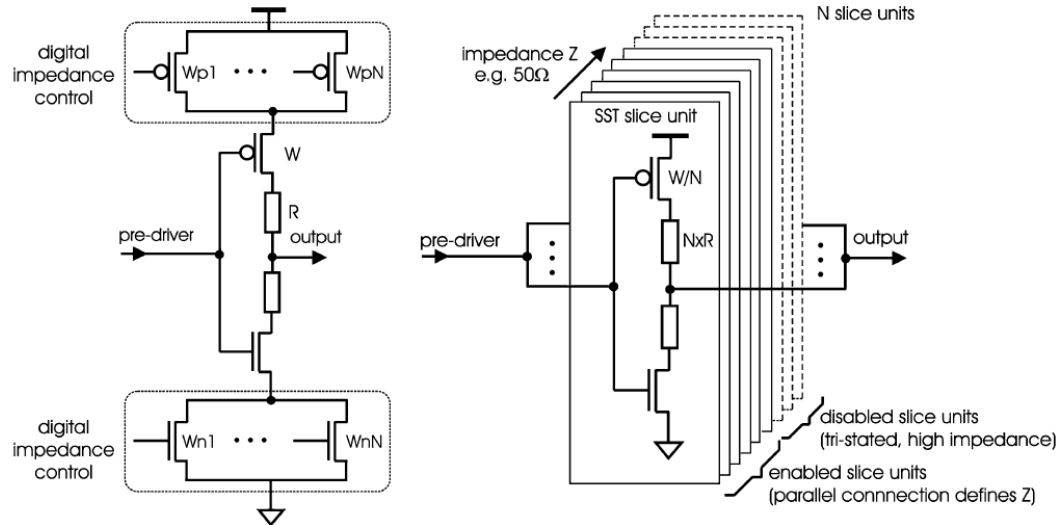 digital
impedance
control
Wp1
WpN
W
R
pre-driver
output
digital
impedance
control
Wn1
WnN
N slice units
impedance Z
e.g. 50Ω
SST slice unit
W/N
NxR
pre-driver
output
disabled slice units
(tri-stated, high impedance)
enabled slice units
(parallel connnection defines Z)